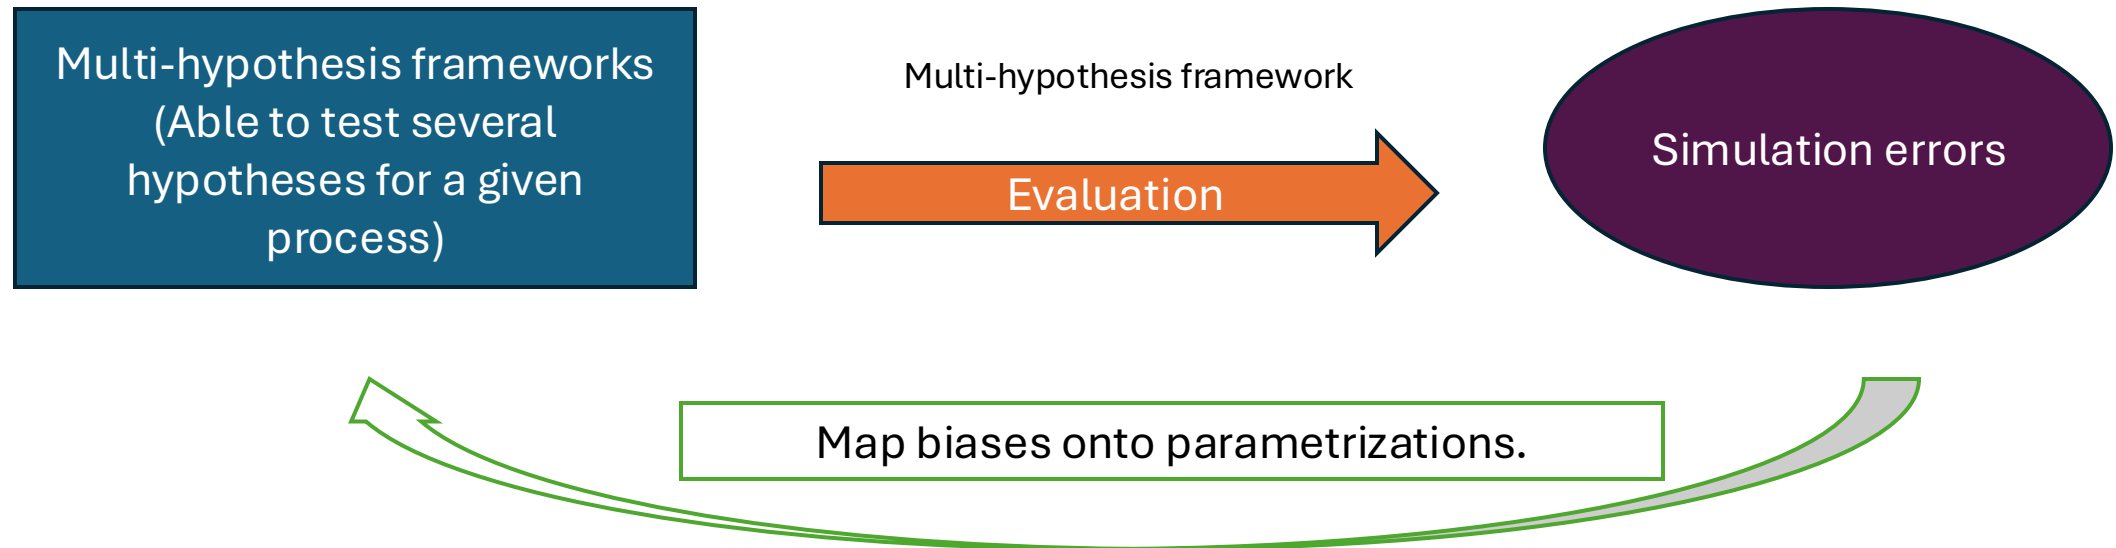 Multi-hypothesis frameworks
(Able to test several
hypotheses for a given
process)
Multi-hypothesis framework
Evaluation
Simulation errors
Map biases onto parametrizations.